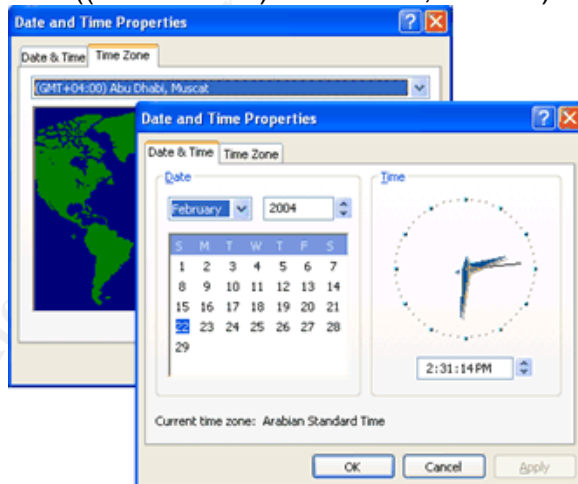 Date and Time Properties
Date & Time Time Zone
(GMT+04:00) Abu Dhabi, Muscat
Date and Time Properties
Date & Time Time Zone
Date
Time
February 2004
S M T W T F S
1 2 3 4 5 6 7
8 9 10 11 12 13 14
15 16 17 18 19 20 21
22 23 24 25 26 27 28
29
2:31:14 PM
Current time zone: Arabian Standard Time
OK Cancel Apply